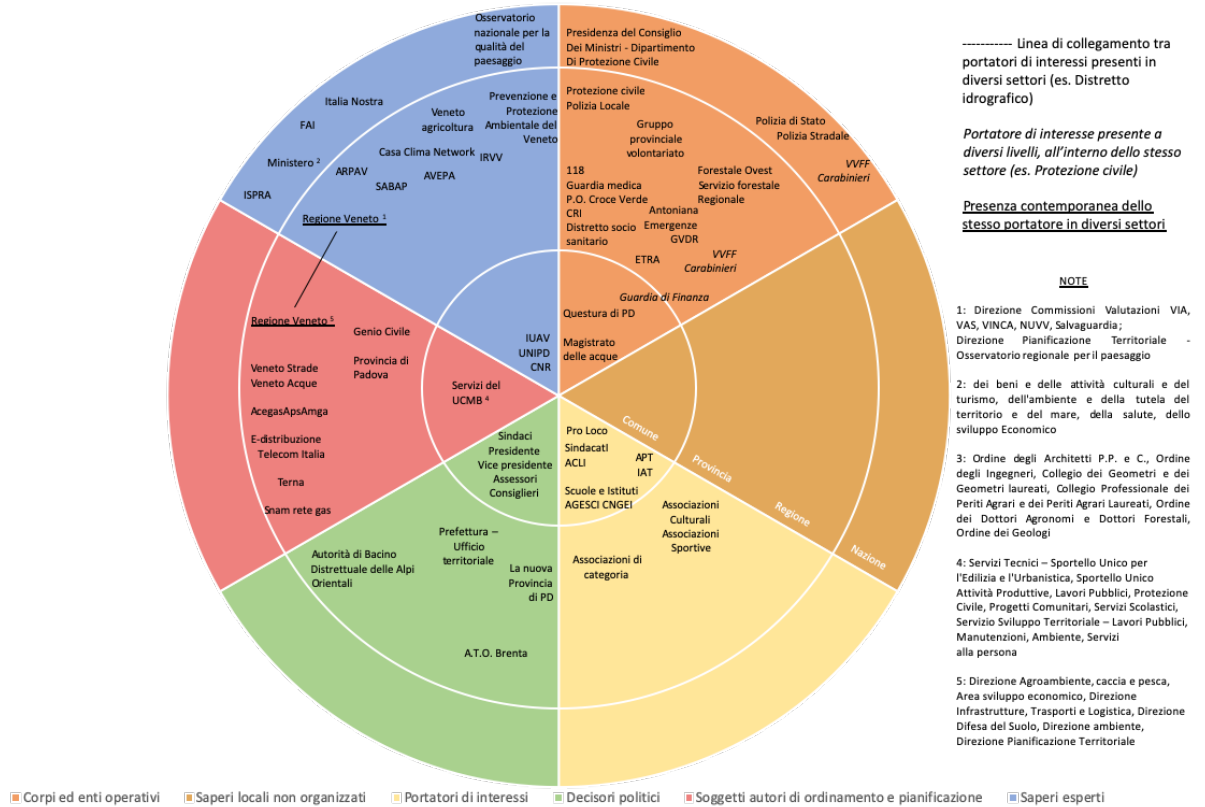 Osservatorio
nazionale per la
qualità del
paesaggio
Presidenza del Consiglio
Dei Ministri - Dipartimento
Di Protezione Civile
Italia Nostra
FAI
Ministero 2
ISPRA
Veneto
agricoltura
Prevenzione e
Protezione
Ambientale del
Veneto
Casa Clima Network
IRVV
ARPAV
AVEPA
SABAP
Regione Veneto 1
Protezione civile
Polizia Locale
Gruppo
provinciale
volontariato
Polizia di Stato
Polizia Stradale
VVFF
Carabinieri
118
Guardia medica
P.O. Croce Verde
CRI
Distretto socio
sanitario
Forestale Ovest
Servizio forestale
Regionale
Antoniana
Emergenze
GVDR
ETRA
VVFF
Carabinieri
Guardia di Finanza
Questura di PD
Magistrato
delle acque
IUAV
UNIPD
CNR
Regione Veneto 5
Genio Civile
Provincia di
Padova
Veneto Strade
Veneto Acque
AcegasApsAmga
E-distribuzione
Telecom Italia
Terna
Snam rete gas
Servizi del
UCMB 4
Sindaci
Presidente
Vice presidente
Assessori
Consiglieri
Prefettura –
Ufficio
territoriale
La nuova
Provincia
di PD
Autorità di Bacino
Distrettuale delle Alpi
Orientali
A.T.O. Brenta
Pro Loco
SindacatI
ACLI
APT
IAT
Scuole e Istituti
AGESCI CNGEI
Associazioni
Culturali
Associazioni
Sportive
Associazioni di
categoria
Comune
Provincia
Regione
Nazione
----------- Linea di collegamento tra
portatori di interessi presenti in
diversi settori (es. Distretto
idrografico)
Portatore di interesse presente a
diversi livelli, all’interno dello stesso
settore (es. Protezione civile)
Presenza contemporanea dello
stesso portatore in diversi settori
NOTE
1: Direzione Commissioni Valutazioni VIA,
VAS, VINCA, NUVV, Salvaguardia;
Direzione Pianificazione Territoriale -
Osservatorio regionale per il paesaggio
2: dei beni e delle attività culturali e del
turismo, dell'ambiente e della tutela del
territorio e del mare, della salute, dello
sviluppo Economico
3: Ordine degli Architetti P.P. e C., Ordine
degli Ingegneri, Collegio dei Geometri e dei
Geometri laureati, Collegio Professionale dei
Periti Agrari e dei Periti Agrari Laureati, Ordine
dei Dottori Agronomi e Dottori Forestali,
Ordine dei Geologi
4: Servizi Tecnici – Sportello Unico per
l'Edilizia e l'Urbanistica, Sportello Unico
Attività Produttive, Lavori Pubblici, Protezione
Civile, Progetti Comunitari, Servizi Scolastici,
Servizio Sviluppo Territoriale – Lavori Pubblici,
Manutenzioni, Ambiente, Servizi
alla persona
5: Direzione Agroambiente, caccia e pesca,
Area sviluppo economico, Direzione
Infrastrutture, Trasporti e Logistica, Direzione
Difesa del Suolo, Direzione ambiente,
Direzione Pianificazione Territoriale
Corpi ed enti operativi
Saperi locali non organizzati
Portatori di interessi
Decisori politici
Soggetti autori di ordinamento e pianificazione
Saperi esperti